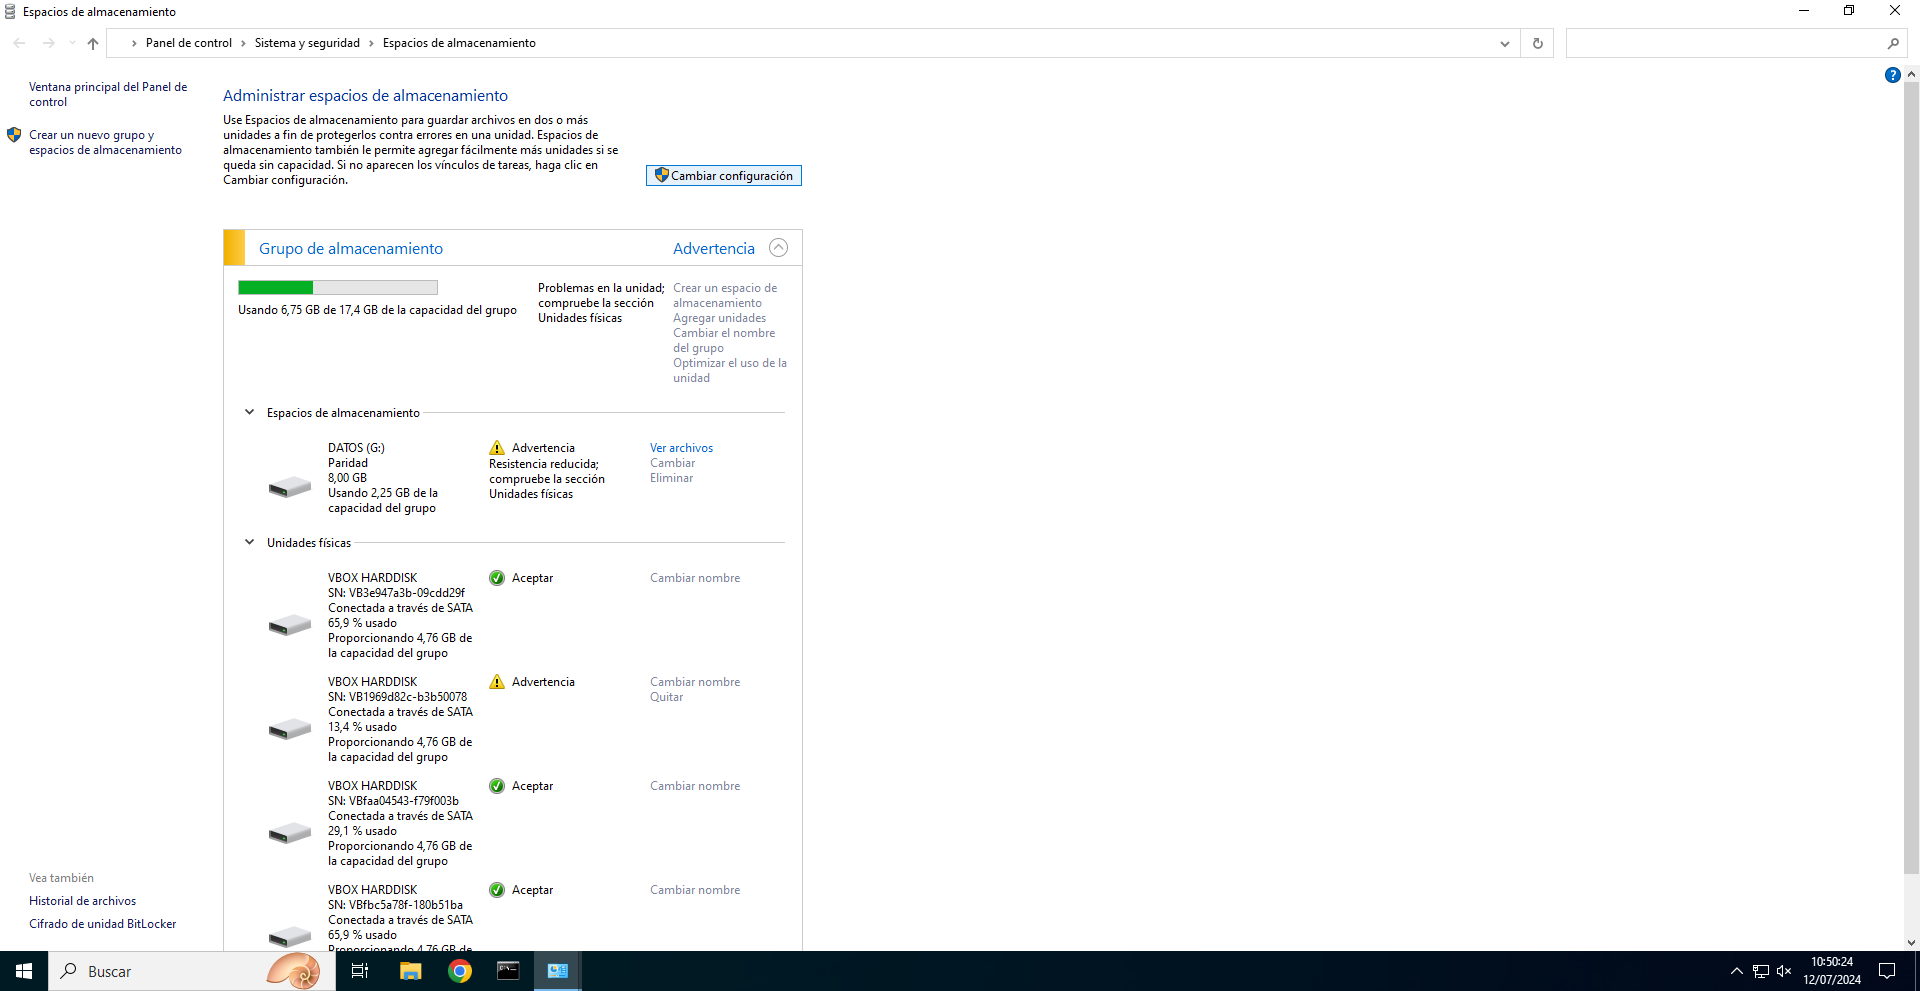 Espacios de almacenamiento
Panel de control
Sistema y seguridad
Espacios de almacenamiento
Ventana principal del Panel de
control
Crear un nuevo grupo y
espacios de almacenamiento
Administrar espacios de almacenamiento
Use Espacios de almacenamiento para guardar archivos en dos o más
unidades a fin de protegerlos contra errores en una unidad. Espacios de
almacenamiento también le permite agregar fácilmente más unidades si se
queda sin capacidad. Si no aparecen los vínculos de tareas, haga clic en
Cambiar configuración.
Cambiar configuración
Grupo de almacenamiento
Advertencia
Usando 6,75 GB de 17,4 GB de la capacidad del grupo
Problemas en la unidad;
compruebe la sección
Unidades físicas
Crear un espacio de
almacenamiento
Agregar unidades
Cambiar el nombre
del grupo
Optimizar el uso de la
unidad
Espacios de almacenamiento
DATOS (G:)
Paridad
8,00 GB
Usando 2,25 GB de la
capacidad del grupo
Advertencia
Resistencia reducida;
compruebe la sección
Unidades físicas
Ver archivos
Cambiar
Eliminar
Unidades físicas
VBOX HARDDISK
SN: VB3e947a3b-09cdd29f
Conectada a través de SATA
65,9 % usado
Proporcionando 4,76 GB de
la capacidad del grupo
Aceptar
Cambiar nombre
VBOX HARDDISK
SN: VB1969d82c-b3b50078
Conectada a través de SATA
13,4 % usado
Proporcionando 4,76 GB de
la capacidad del grupo
Advertencia
Cambiar nombre
Quitar
VBOX HARDDISK
SN: VBfaa04543-f79f003b
Conectada a través de SATA
29,1 % usado
Proporcionando 4,76 GB de
la capacidad del grupo
Aceptar
Cambiar nombre
VBOX HARDDISK
SN: VBfbc5a78f-180b51ba
Conectada a través de SATA
65,9 % usado
Proporcionando 4,76 GB de
Aceptar
Cambiar nombre
Vea también
Historial de archivos
Cifrado de unidad BitLocker
Buscar
10:50:24
12/07/2024